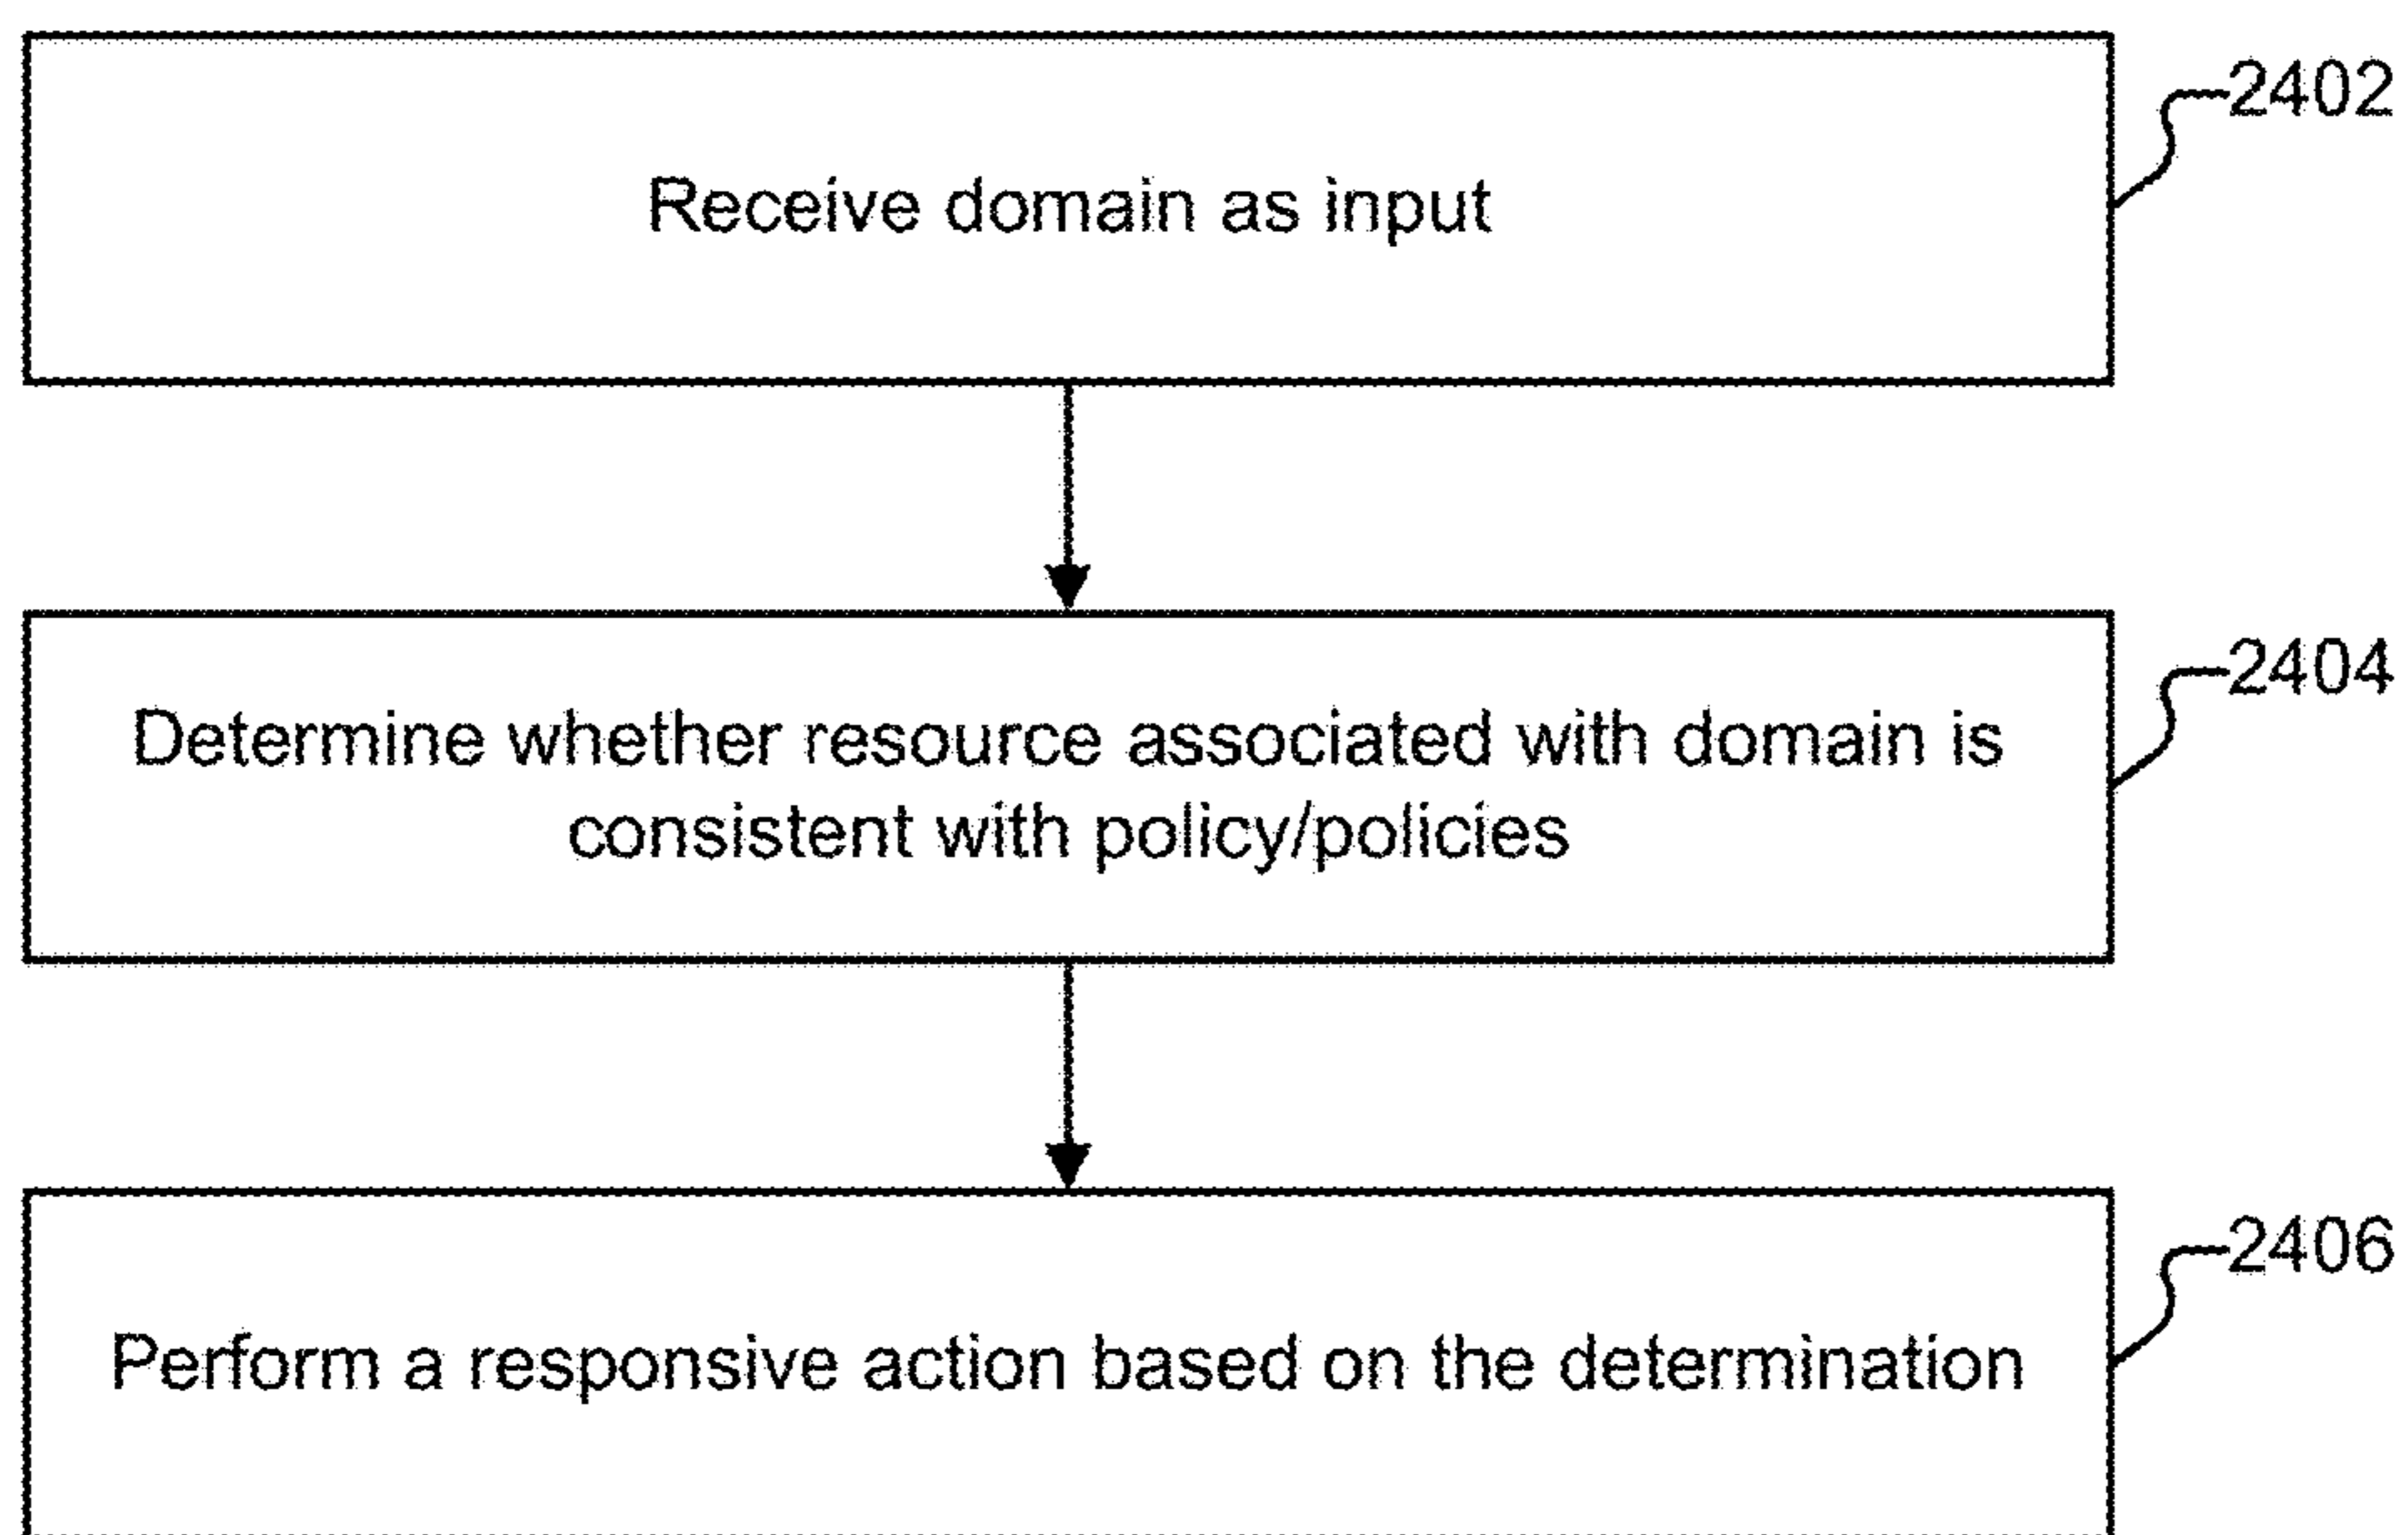 Receive domain as input
2402
Determine whether resource associated with domain is
consistent with policy/policies
2404
Perform a responsive action based on the determination
2406